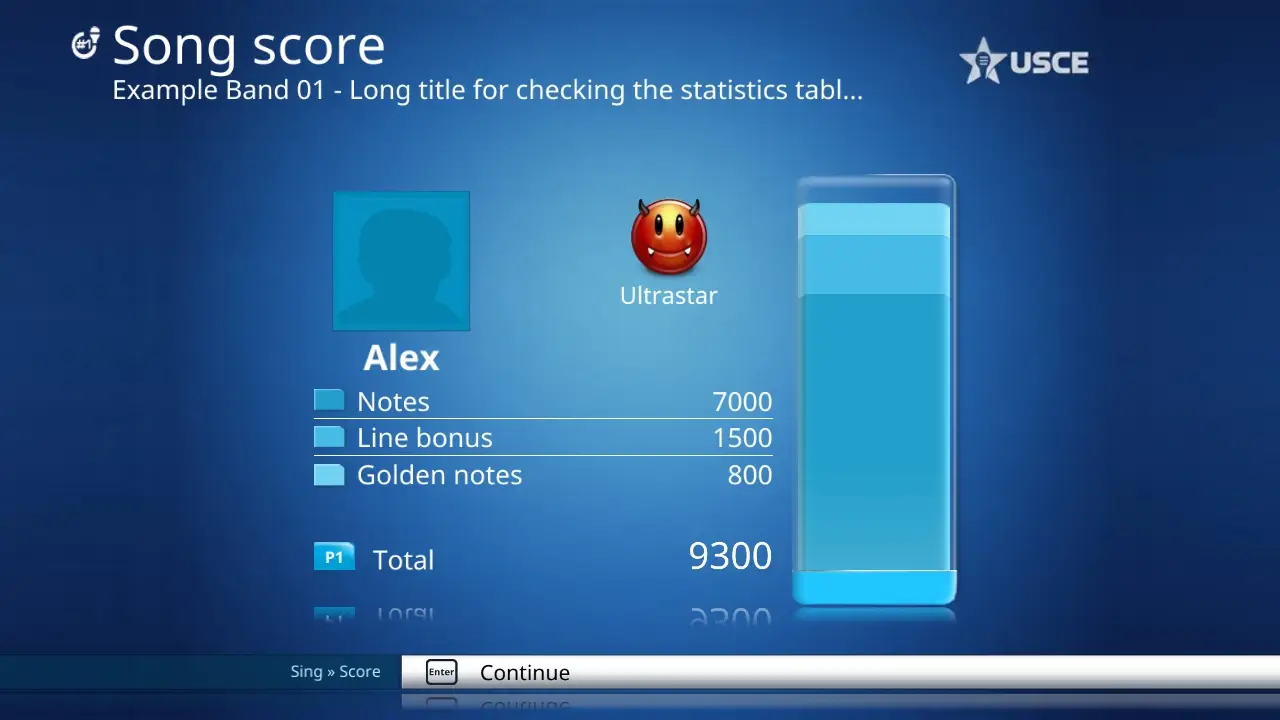 #1
Song score
Example Band 01 - Long title for checking the statistics tabl...
USCE
Ultrastar
Alex
Notes 7000
Line bonus 1500
Golden notes 800
P1 Total 9300
Sing » Score
Enter Continue